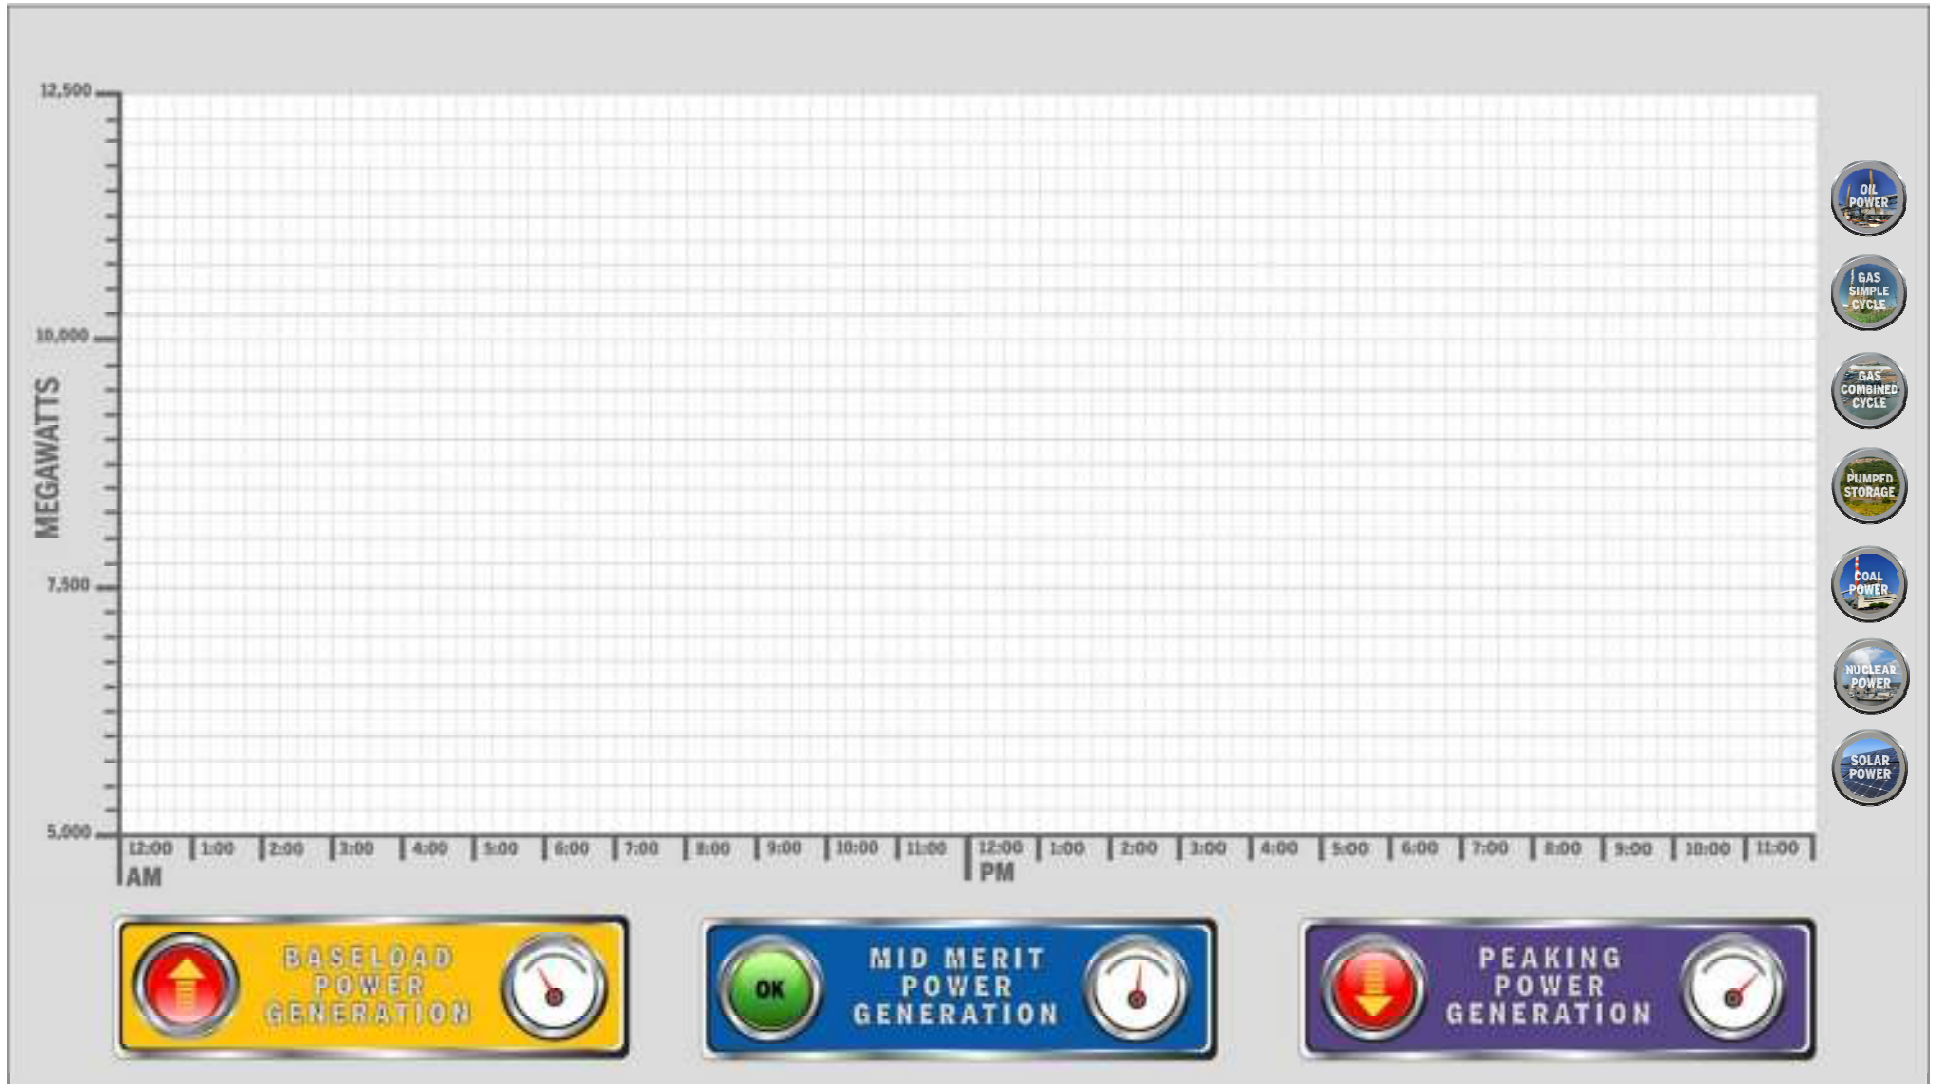 12,500
10,000
7,500
5,000
MEGAWATTS
12:00 1:00 2:00 3:00 4:00 5:00 6:00 7:00 8:00 9:00 10:00 11:00 12:00 1:00 2:00 3:00 4:00 5:00 6:00 7:00 8:00 9:00 10:00 11:00
AM PM
OIL
POWER
GAS
SIMPLE
CYCLE
GAS
COMBINED
CYCLE
PUMPED
STORAGE
COAL
POWER
NUCLEAR
POWER
SOLAR
POWER
BASELOAD
POWER
GENERATION
OK
MID MERIT
POWER
GENERATION
PEAKING
POWER
GENERATION